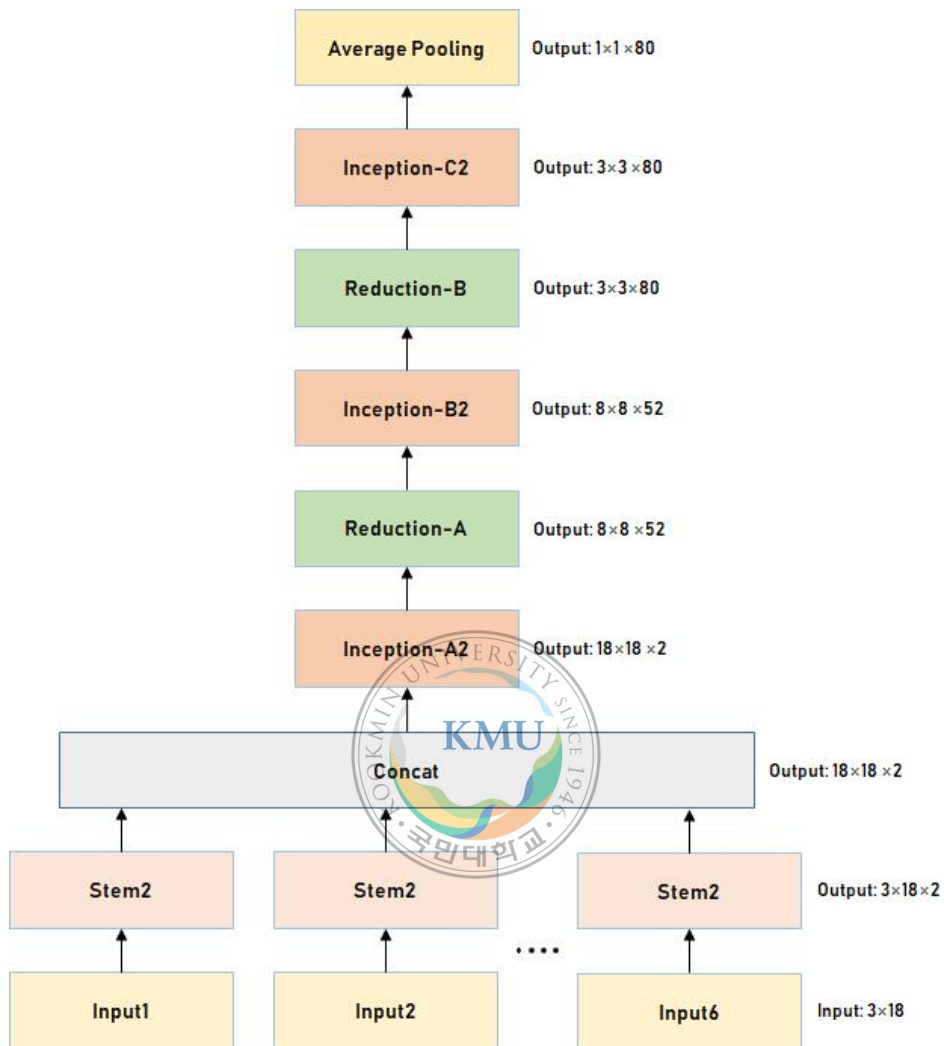 Average Pooling
Output: 1×1×80
Inception-C2
Output: 3×3×80
Reduction-B
Output: 3×3×80
Inception-B2
Output: 8×8×52
Reduction-A
Output: 8×8×52
Inception-A2
Output: 18×18×2
KOOKMIN UNIVERSITY SINCE 1946
KMU
국민대학교
Concat
Output: 18×18×2
Stem2
Stem2
Stem2
Output: 3×18×2
....
Input1
Input2
Input6
Input: 3×18